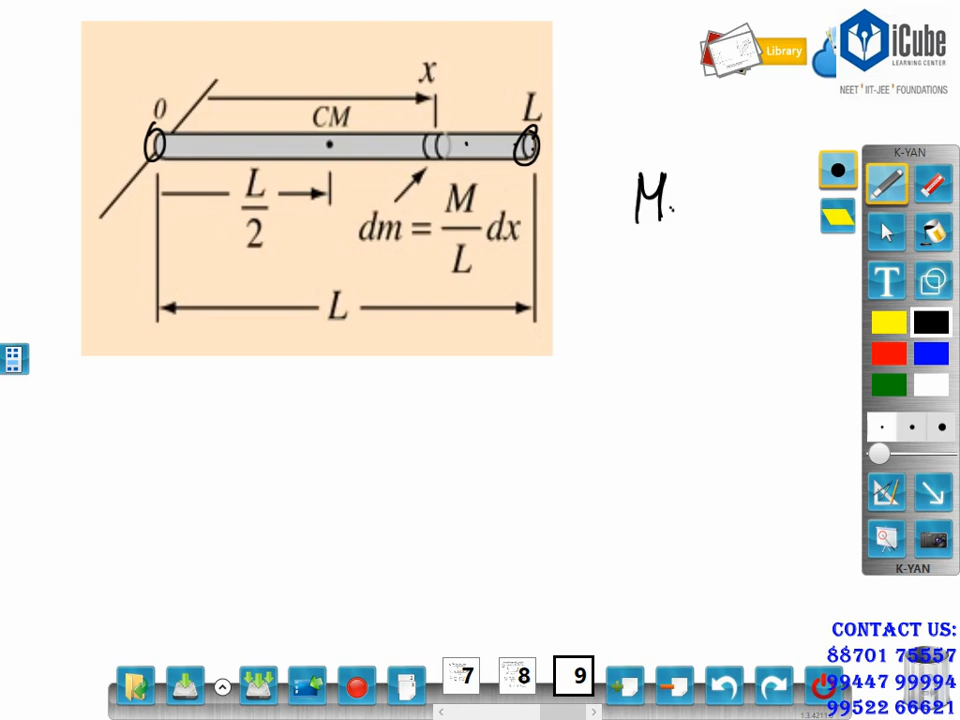 Library
iCube
LEARNING CENTER
NEET ' IIT-JEE ' FOUNDATIONS
0
x
L
CM
L/2
dm = M/L dx
L
M.
K-YAN
T
K-YAN
7
8
9
CONTACT US:
88701 75557
99447 99994
99522 66621